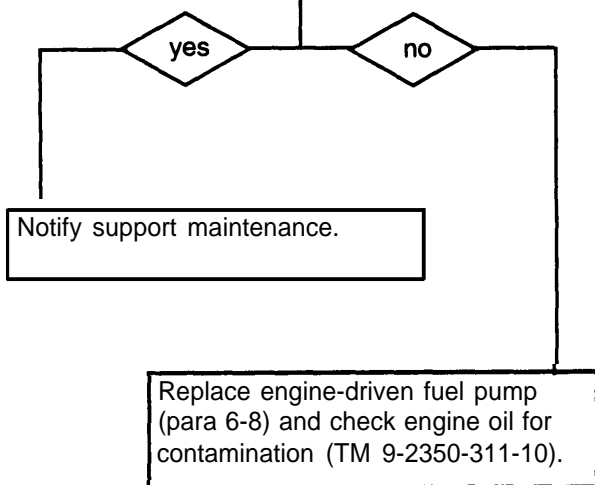 yes no
Notify support maintenance.
Replace engine-driven fuel pump
(para 6-8) and check engine oil for
contamination (TM 9-2350-311-10).